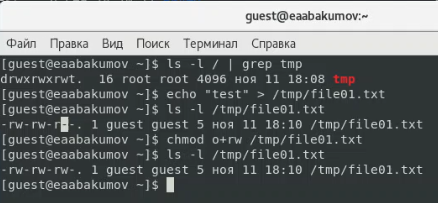 guest@eaabakumov:~
Файл Правка Вид Поиск Терминал Справка
[guest@eaabakumov ~]$ ls -l / | grep tmp
drwxrwxrwt.  16 root root 4096 ноя 11 18:08 tmp
[guest@eaabakumov ~]$ echo "test" > /tmp/file01.txt
[guest@eaabakumov ~]$ ls -l /tmp/file01.txt
-rw-rw-r--. 1 guest guest 5 ноя 11 18:10 /tmp/file01.txt
[guest@eaabakumov ~]$ chmod o+rw /tmp/file01.txt
[guest@eaabakumov ~]$ ls -l /tmp/file01.txt
-rw-rw-rw-. 1 guest guest 5 ноя 11 18:10 /tmp/file01.txt
[guest@eaabakumov ~]$